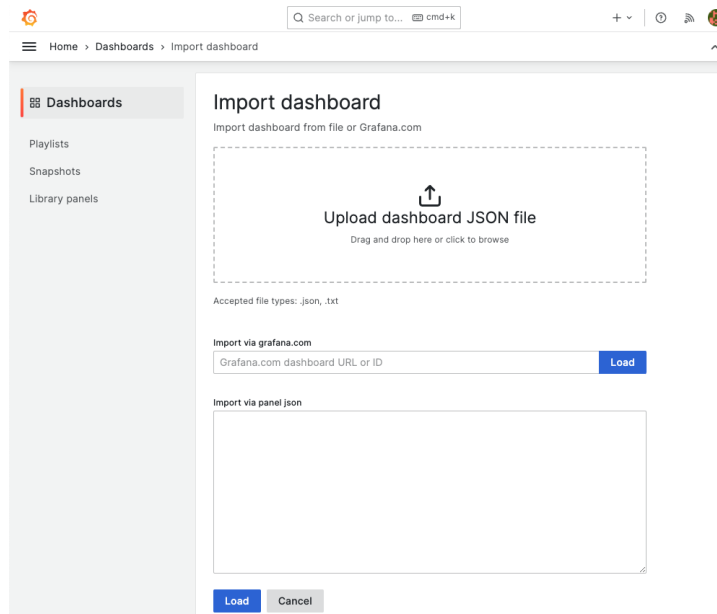 Search or jump to... cmd+k
Home › Dashboards › Import dashboard
Dashboards
Playlists
Snapshots
Library panels
Import dashboard
Import dashboard from file or Grafana.com
Upload dashboard JSON file
Drag and drop here or click to browse
Accepted file types: .json, .txt
Import via grafana.com
Grafana.com dashboard URL or ID Load
Import via panel json
Load Cancel